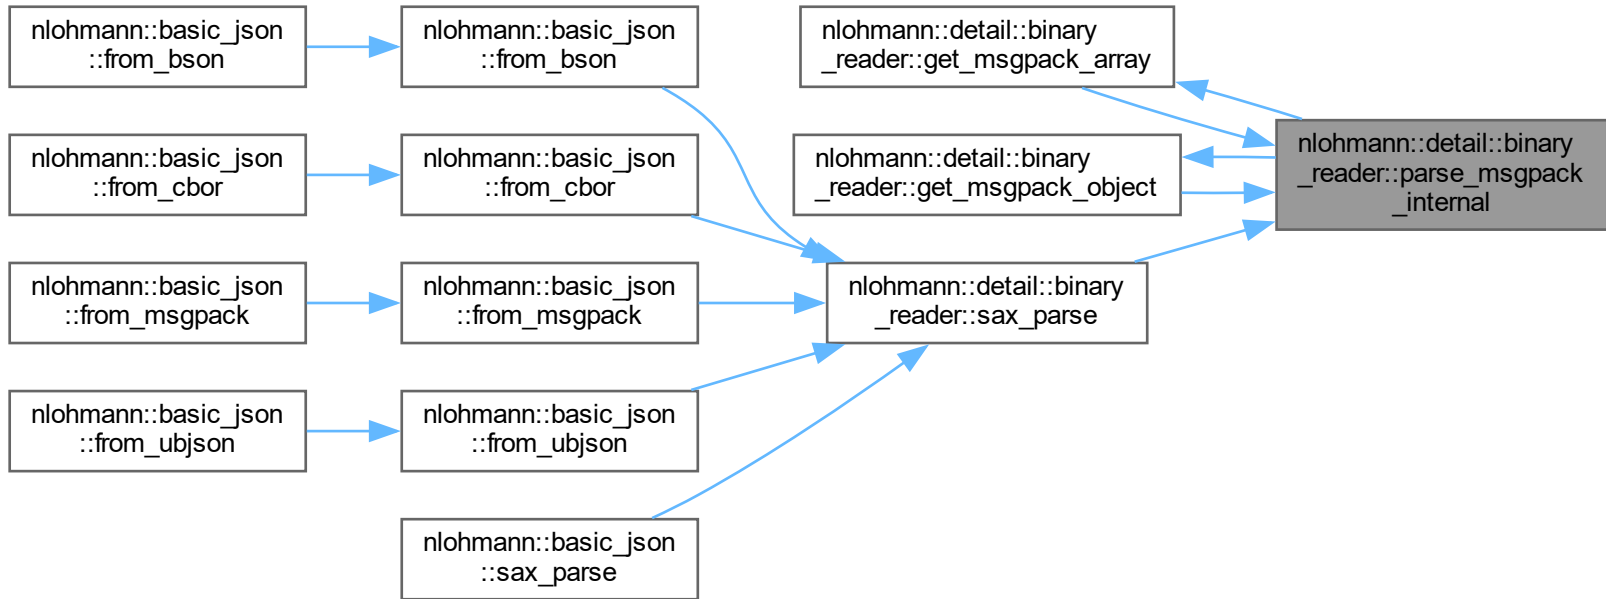 nlohmann::basic_json
::from_bson
nlohmann::basic_json
::from_bson
nlohmann::detail::binary
_reader::get_msgpack_array
nlohmann::basic_json
::from_cbor
nlohmann::basic_json
::from_cbor
nlohmann::detail::binary
_reader::get_msgpack_object
nlohmann::detail::binary
_reader::parse_msgpack
_internal
nlohmann::basic_json
::from_msgpack
nlohmann::basic_json
::from_msgpack
nlohmann::detail::binary
_reader::sax_parse
nlohmann::basic_json
::from_ubjson
nlohmann::basic_json
::from_ubjson
nlohmann::basic_json
::sax_parse